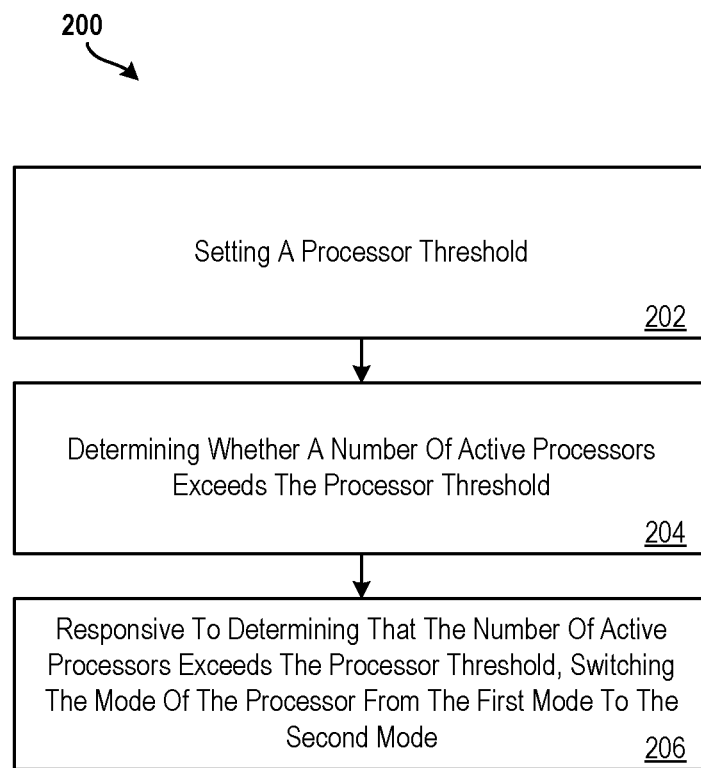 200
Setting A Processor Threshold
202
Determining Whether A Number Of Active Processors
Exceeds The Processor Threshold
204
Responsive To Determining That The Number Of Active
Processors Exceeds The Processor Threshold, Switching
The Mode Of The Processor From The First Mode To The
Second Mode
206